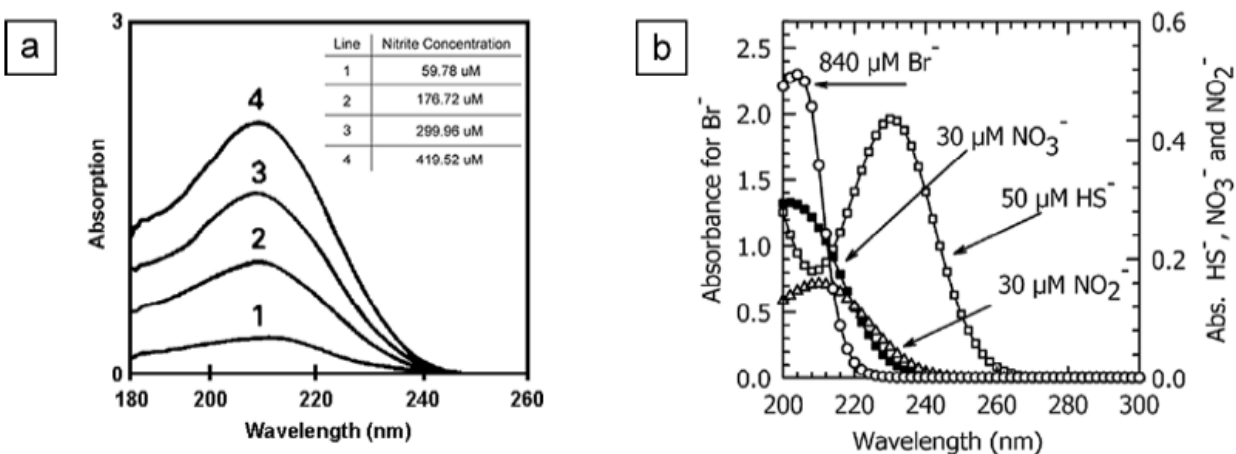 a
3
Line Nitrite Concentration
1 59.78 uM
2 176.72 uM
3 299.96 uM
4 419.52 uM
4
3
2
1
Absorption
0
180 200 220 240 260
Wavelength (nm)
b
2.5
2.0
1.5
1.0
0.5
0.0
Absorbance for Br⁻
840 µM Br⁻
30 µM NO₃⁻
50 µM HS⁻
30 µM NO₂⁻
0.6
0.4
0.2
0.0
Abs. HS⁻, NO₃⁻ and NO₂⁻
200 220 240 260 280 300
Wavelength (nm)